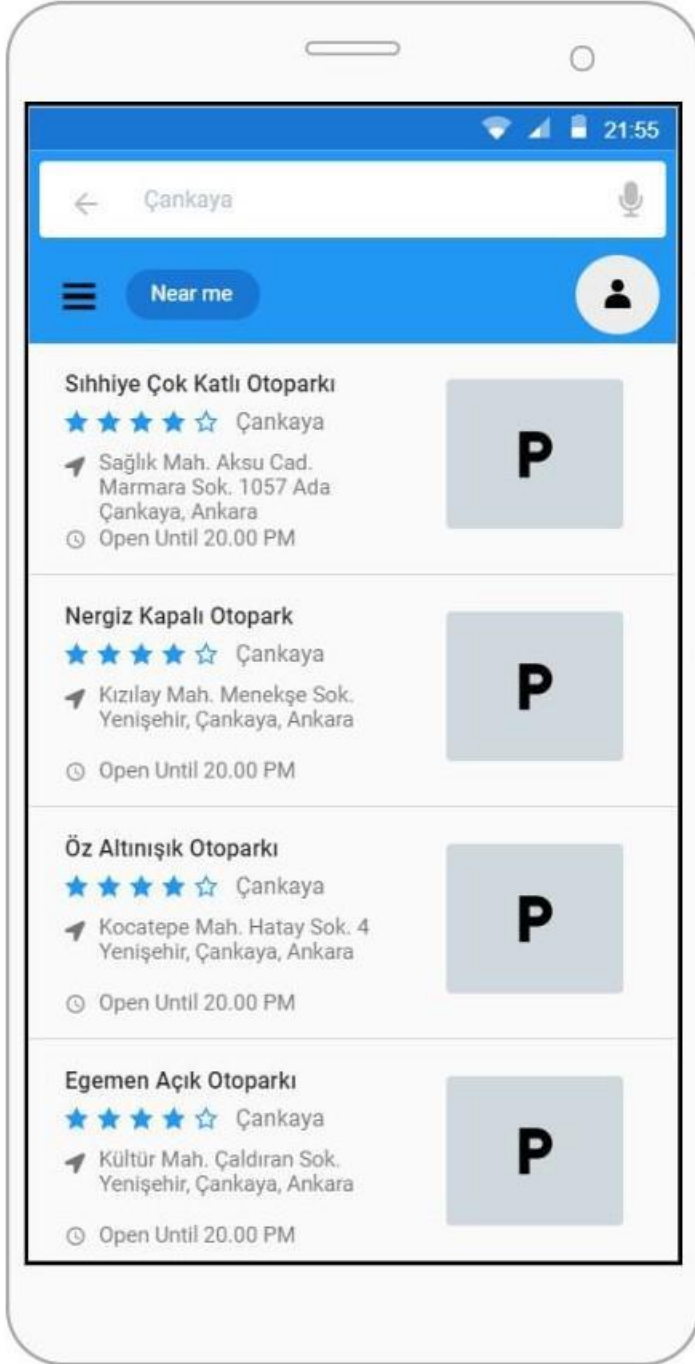 21:55
Çankaya
Near me
Sıhhiye Çok Katlı Otoparkı
Çankaya
Sağlık Mah. Aksu Cad.
Marmara Sok. 1057 Ada
Çankaya, Ankara
Open Until 20.00 PM
P
Nergiz Kapalı Otopark
Çankaya
Kızılay Mah. Menekşe Sok.
Yenişehir, Çankaya, Ankara
Open Until 20.00 PM
P
Öz Altınışık Otoparkı
Çankaya
Kocatepe Mah. Hatay Sok. 4
Yenişehir, Çankaya, Ankara
Open Until 20.00 PM
P
Egemen Açık Otoparkı
Çankaya
Kültür Mah. Çaldıran Sok.
Yenişehir, Çankaya, Ankara
Open Until 20.00 PM
P